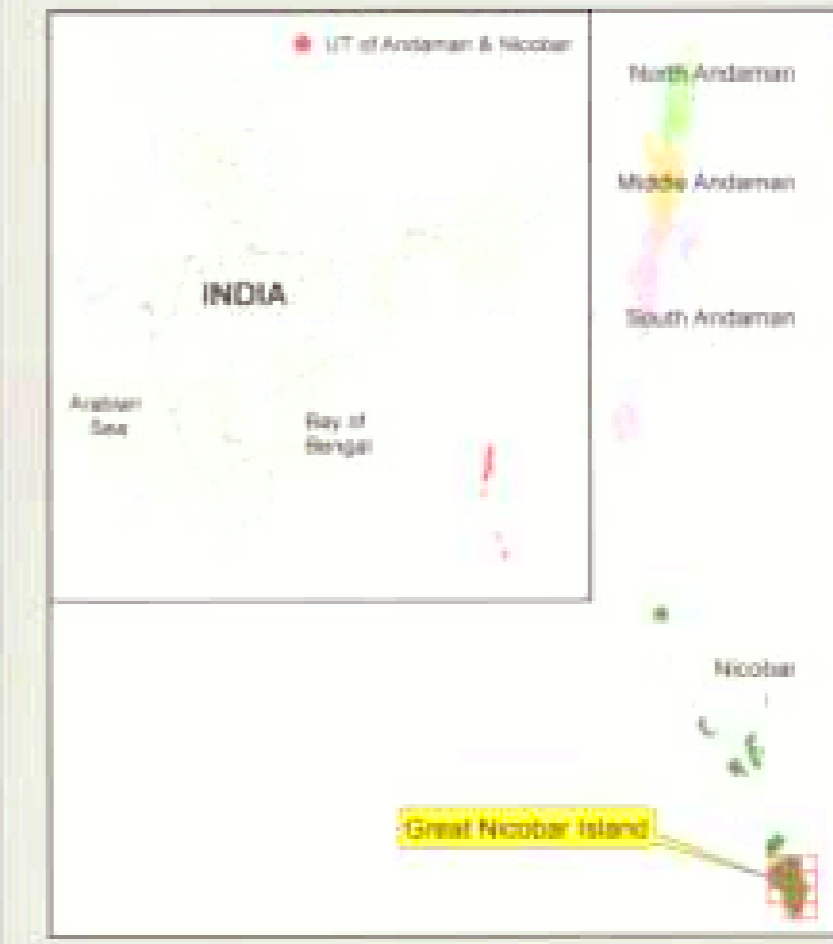 UT of Andaman & Nicobar
North Andaman
Middle Andaman
INDIA
South Andaman
Arabian
Sea
Bay of
Bengal
Nicobar
Great Nicobar Island